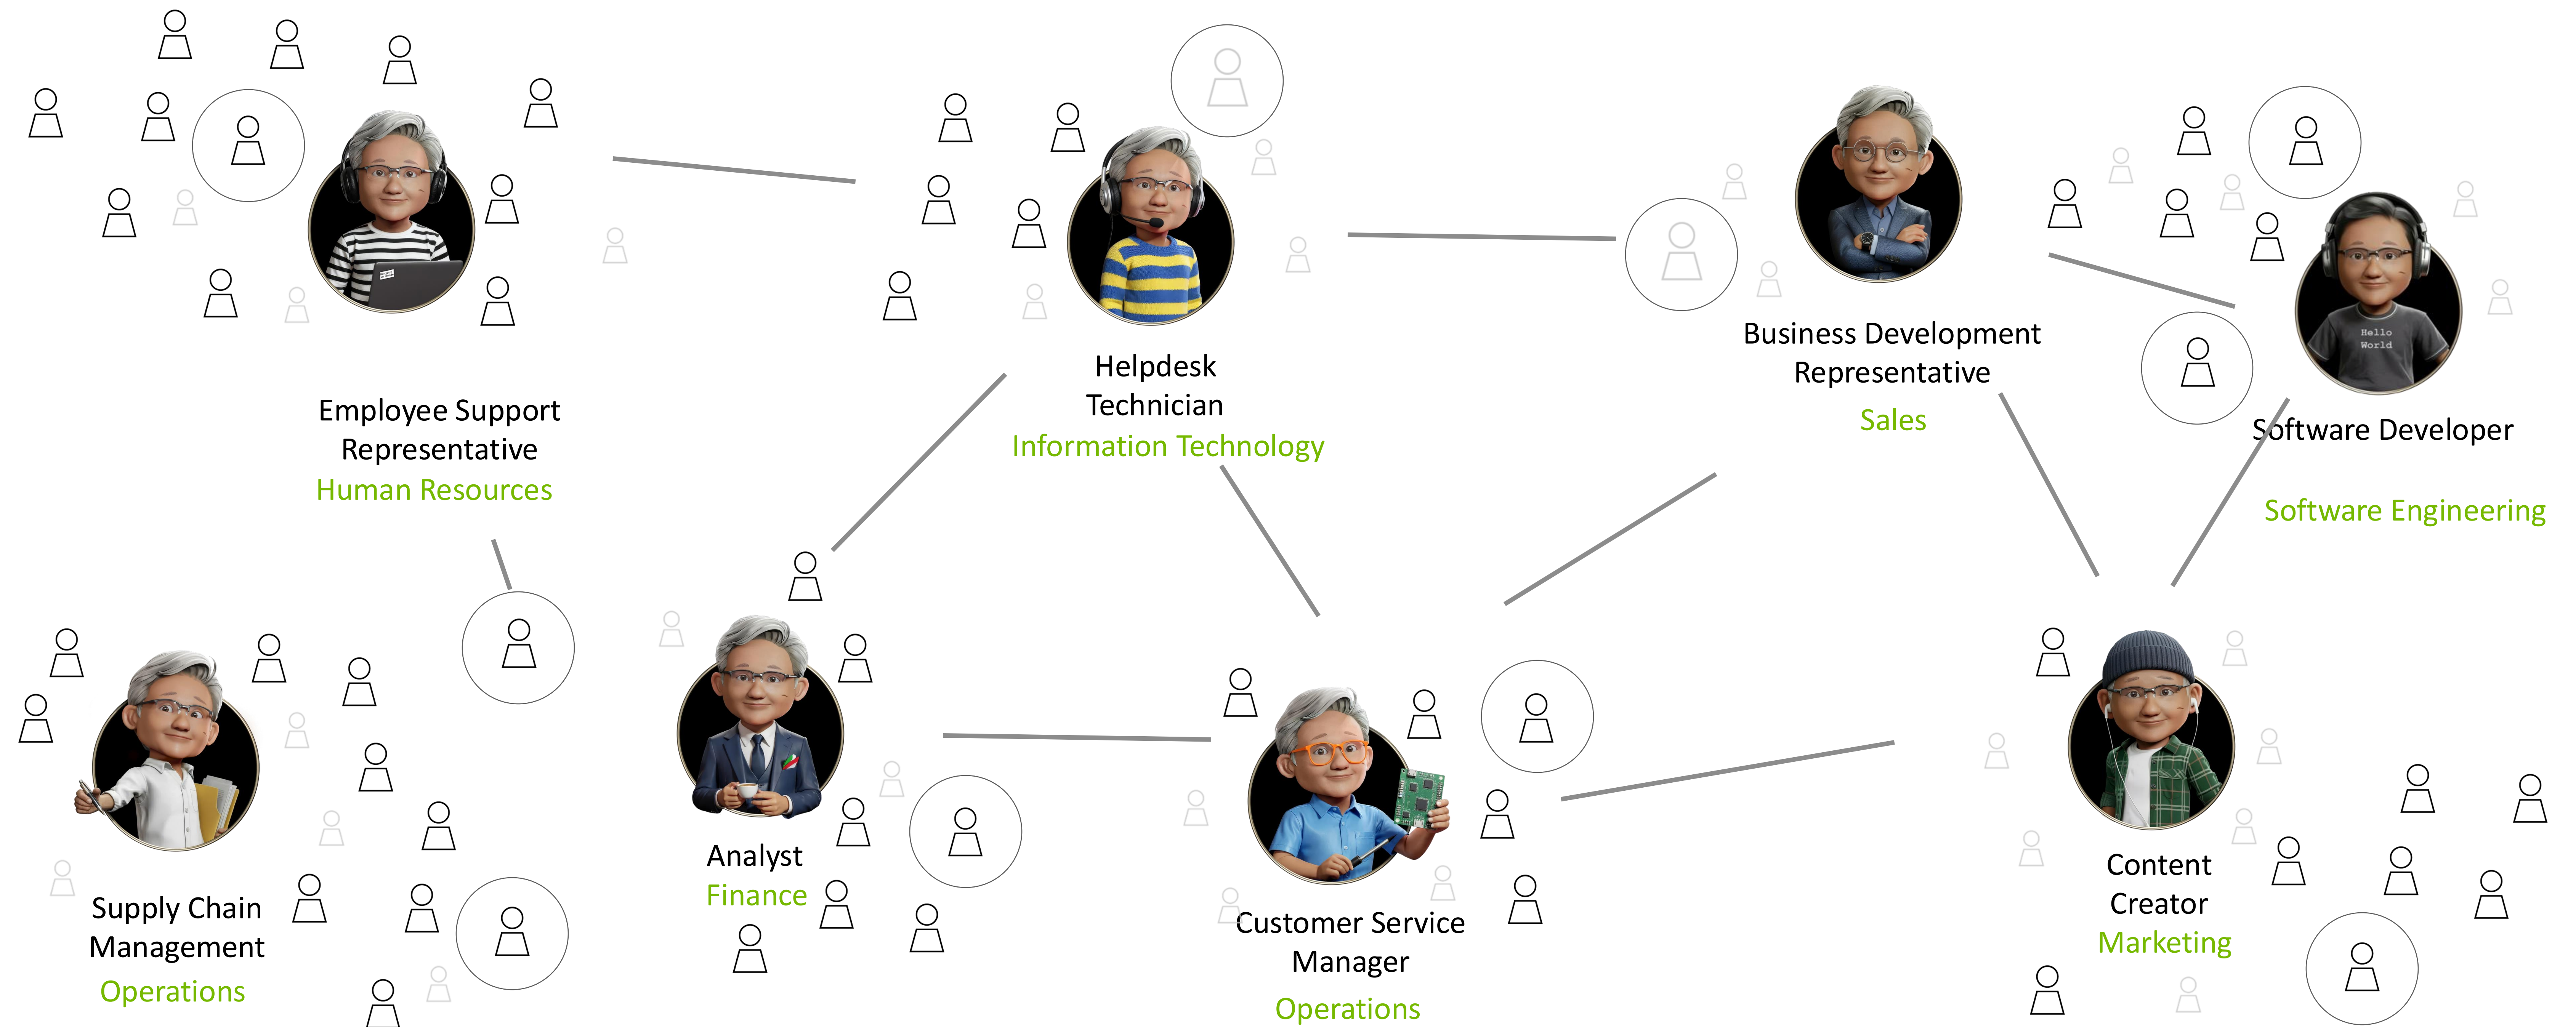 Employee Support
Representative
Human Resources
Helpdesk
Technician
Information Technology
Business Development
Representative
Sales
Hello
World
Software Developer
Software Engineering
Supply Chain
Management
Operations
Analyst
Finance
Customer Service
Manager
Operations
Content
Creator
Marketing